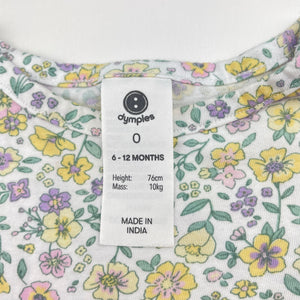 dymples
0
6 - 12 MONTHS
Height: 76cm
Mass: 10kg
MADE IN
INDIA